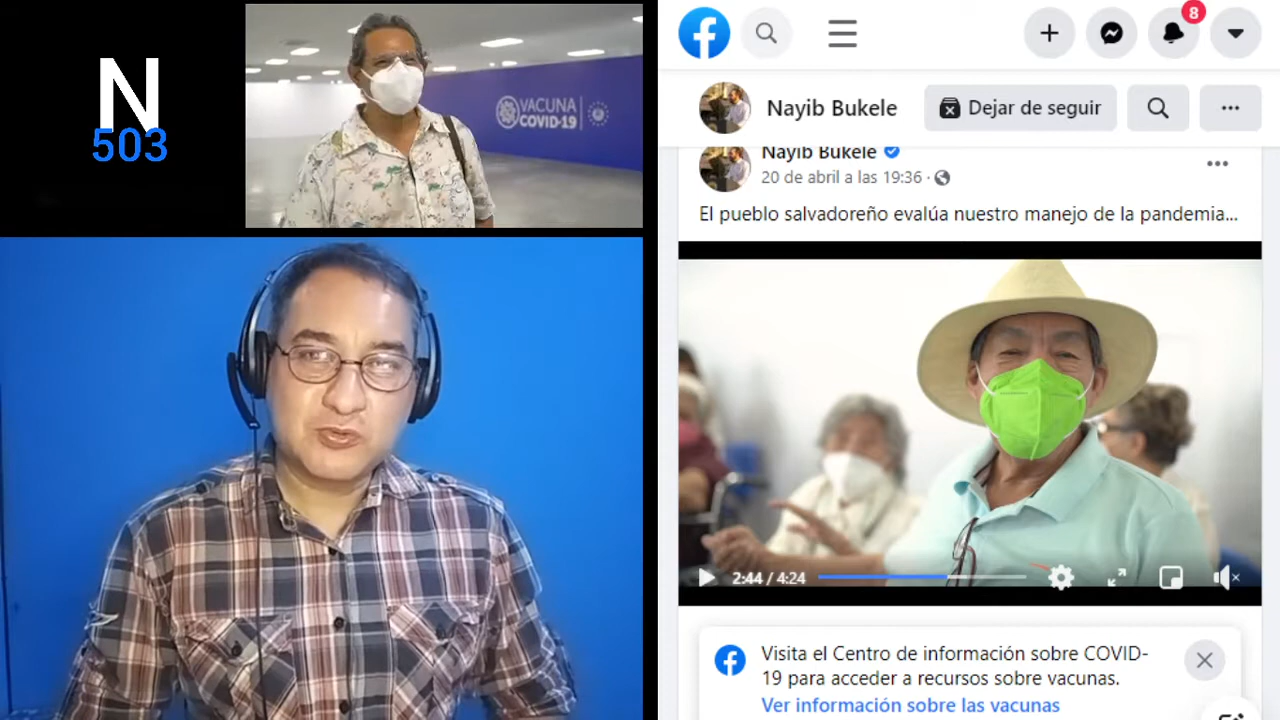 N
503
VACUNA
COVID-19
8
Nayib Bukele
Dejar de seguir
Nayib Bukele
20 de abril a las 19:36 ·
El pueblo salvadoreño evalúa nuestro manejo de la pandemia...
2:44 / 4:24
Visita el Centro de información sobre COVID-
19 para acceder a recursos sobre vacunas.
Ver información sobre las vacunas